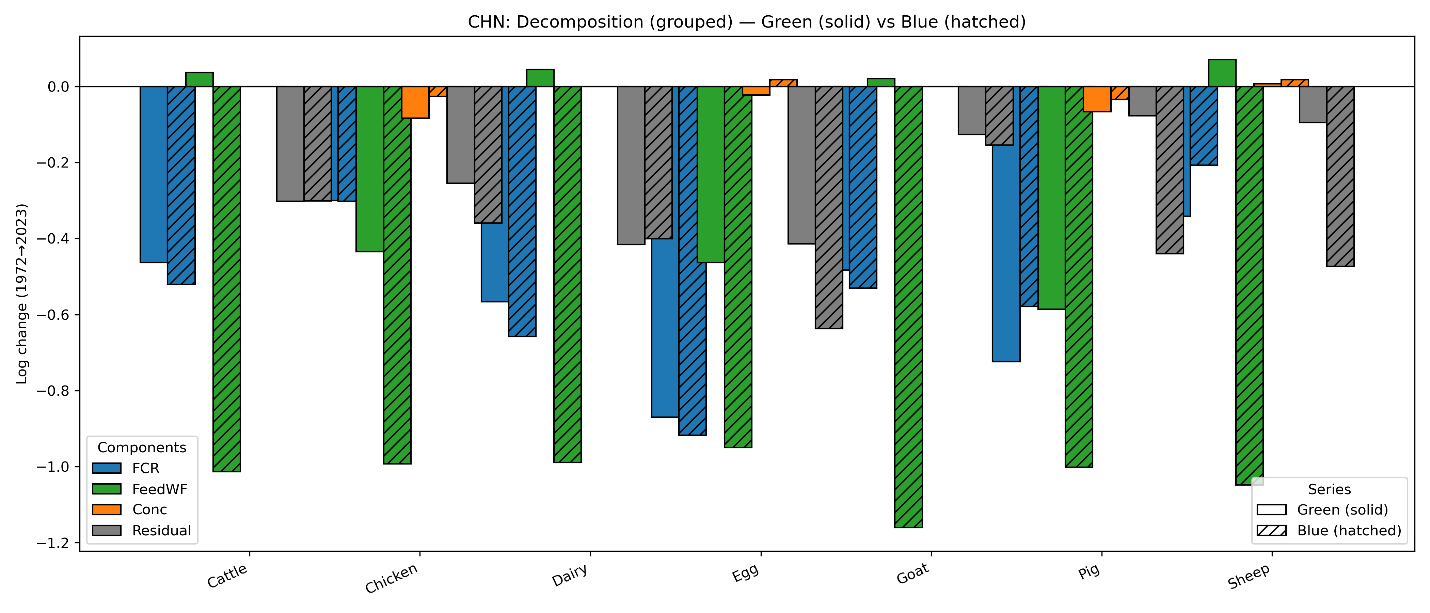 CHN: Decomposition (grouped) — Green (solid) vs Blue (hatched)
Log change (1972→2023)
0.0
−0.2
−0.4
−0.6
−0.8
−1.0
−1.2
Components
FCR
FeedWF
Conc
Residual
Series
Green (solid)
Blue (hatched)
Cattle
Chicken
Dairy
Egg
Goat
Pig
Sheep